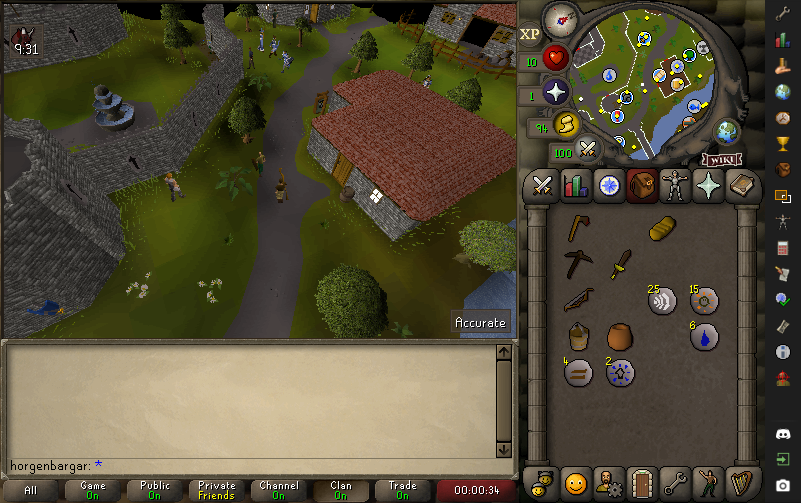 9:31
XP
10
1
94
100
WIKI
25
15
6
4
2
Accurate
horgenbargar: *
All
Game
On
Public
On
Private
Friends
Channel
On
Clan
On
Trade
On
00:00:34